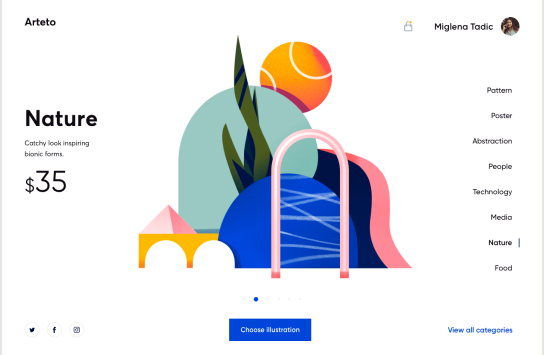 Arteto
Miglena Tadic
Nature
Catchy look inspiring
bionic forms.
$35
Pattern
Poster
Abstraction
People
Technology
Media
Nature
Food
Choose illustration
View all categories